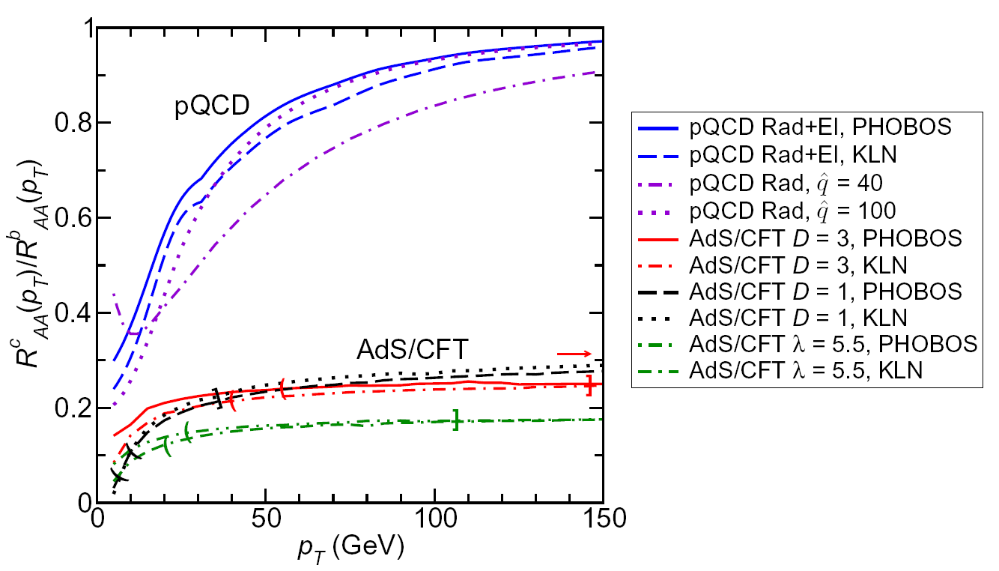 1
0.8
0.6
0.4
0.2
0
0
50
100
150
R^c_AA(p_T)/R^b_AA(p_T)
p_T (GeV)
pQCD
AdS/CFT
pQCD Rad+El, PHOBOS
pQCD Rad+El, KLN
pQCD Rad, q̂ = 40
pQCD Rad, q̂ = 100
AdS/CFT D = 3, PHOBOS
AdS/CFT D = 3, KLN
AdS/CFT D = 1, PHOBOS
AdS/CFT D = 1, KLN
AdS/CFT λ = 5.5, PHOBOS
AdS/CFT λ = 5.5, KLN